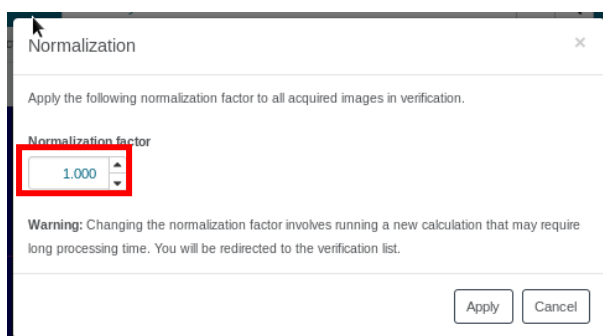 Normalization
×
Apply the following normalization factor to all acquired images in verification.
Normalization factor
1.000
Warning: Changing the normalization factor involves running a new calculation that may require
long processing time. You will be redirected to the verification list.
Apply Cancel